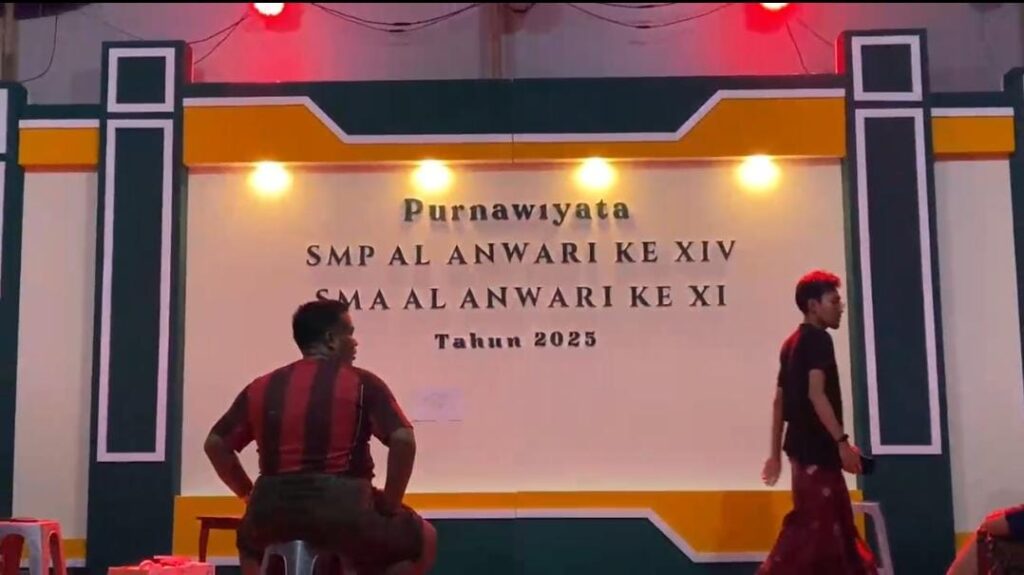 Purnawiyata
SMP AL ANWARI KE XIV
SMA AL ANWARI KE XI
Tahun 2025